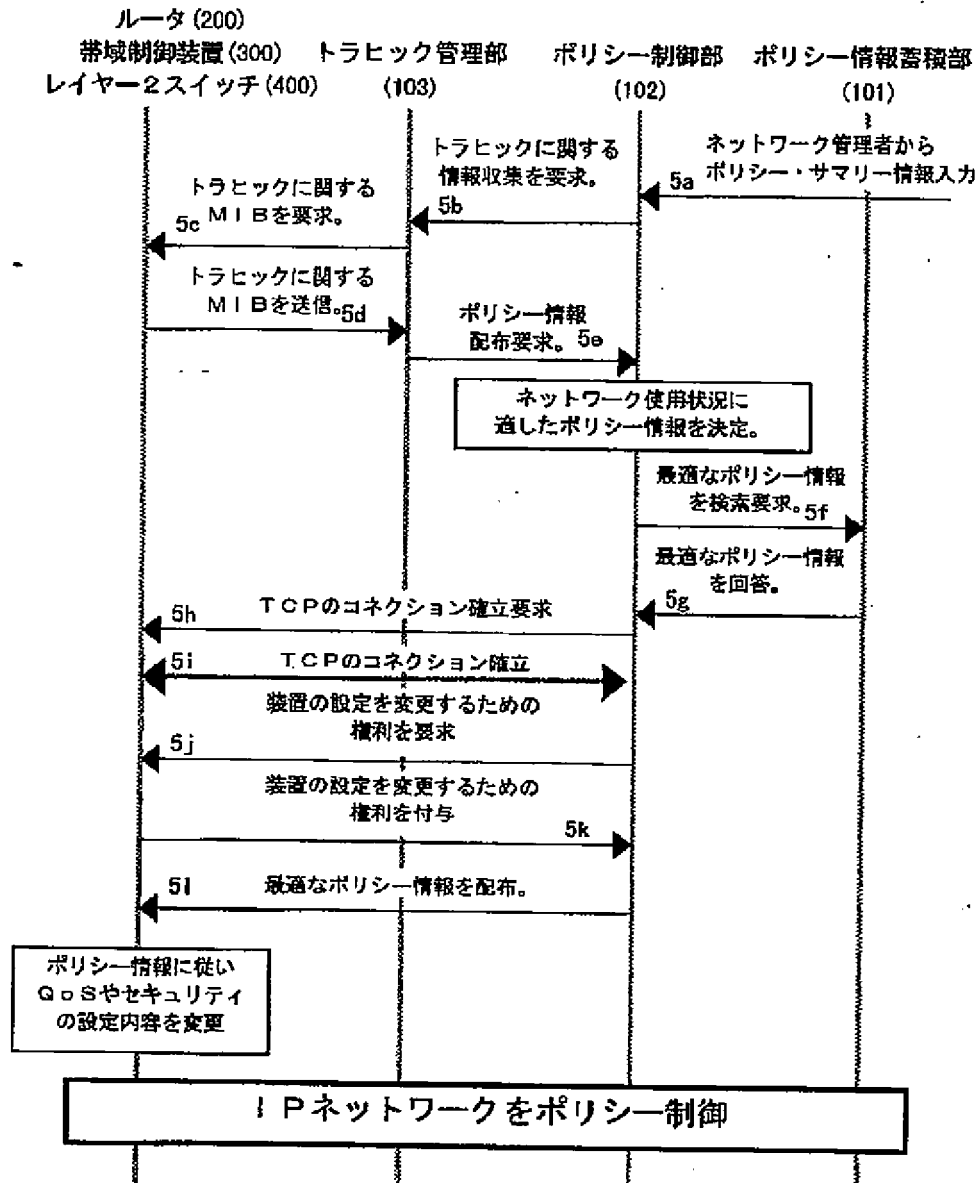 ルータ(200)
帯域制御装置(300)
レイヤー2スイッチ(400)
トラヒック管理部
(103)
ポリシー制御部
(102)
ポリシー情報蓄積部
(101)
ネットワーク管理者から
ポリシー・サマリー情報入力
5a
トラヒックに関する
情報収集を要求。
5b
トラヒックに関する
MIBを要求。
5c
トラヒックに関する
MIBを送信。5d
ポリシー情報
配布要求。5e
ネットワーク使用状況に
適したポリシー情報を決定。
最適なポリシー情報
を検索要求。5f
最適なポリシー情報
を回答。
5g
5h TCPのコネクション確立要求
5i TCPのコネクション確立
装置の設定を変更するための
権利を要求
5j
装置の設定を変更するための
権利を付与
5k
5l 最適なポリシー情報を配布。
ポリシー情報に従い
QoSやセキュリティ
の設定内容を変更
IPネットワークをポリシー制御